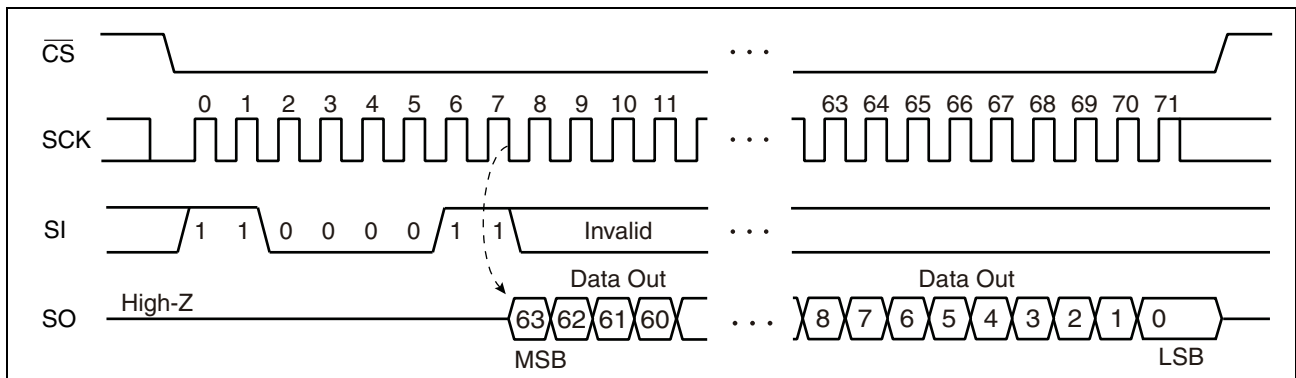 CS
. . .
0 1 2 3 4 5 6 7 8 9 10 11 63 64 65 66 67 68 69 70 71
SCK . . .
SI 1 1 0 0 0 0 1 1 Invalid . . .
Data Out Data Out
High-Z
SO 63 62 61 60 . . . 8 7 6 5 4 3 2 1 0
MSB LSB